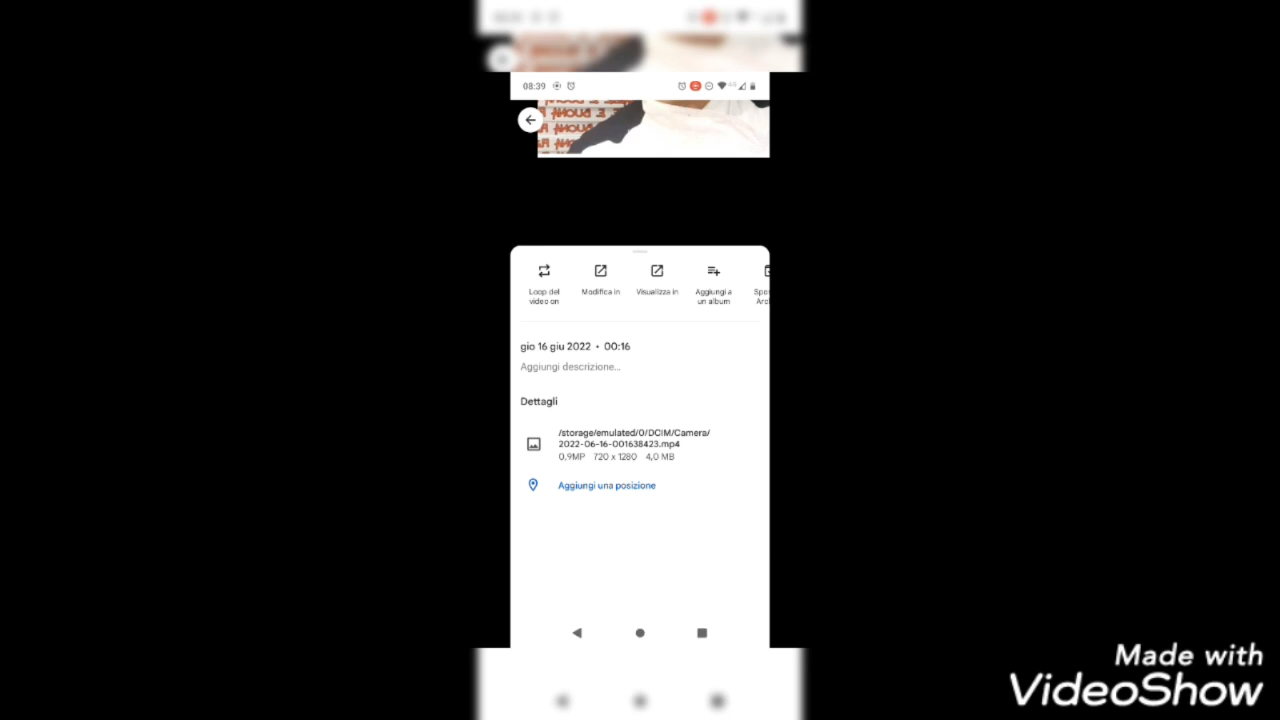 08:39
Loop del
video on
Modifica in
Visualizza in
Aggiungi a
un album
gio 16 giu 2022 • 00:16
Aggiungi descrizione...
Dettagli
/storage/emulated/0/DCIM/Camera/
2022-06-16-001638423.mp4
0,9MP 720 x 1280 4,0 MB
Aggiungi una posizione
Made with
VideoShow